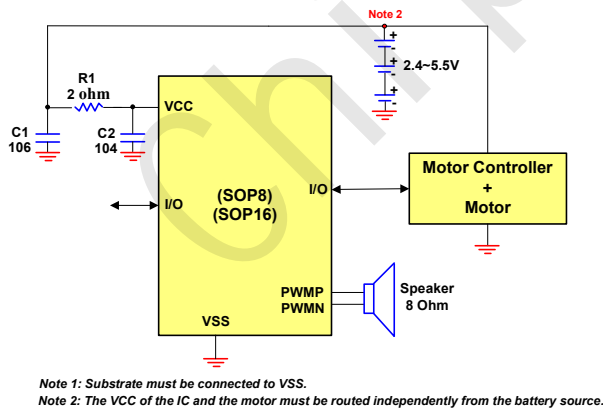 Note 2
+
-
+
-
2.4~5.5V
+
-
R1
2 ohm
VCC
C1
106
C2
104
Motor Controller
+
Motor
I/O
(SOP8)
(SOP16)
I/O
PWMP
PWMN
Speaker
8 Ohm
VSS
Note 1: Substrate must be connected to VSS.
Note 2: The VCC of the IC and the motor must be routed independently from the battery source.